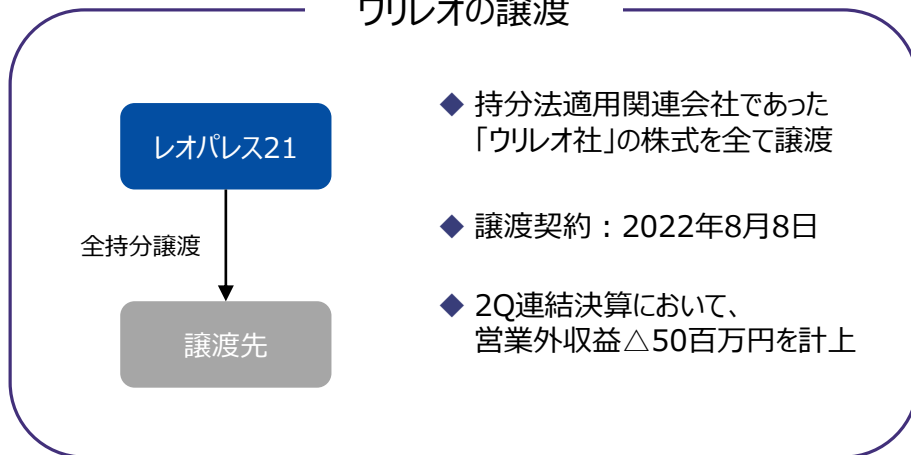 ウリレオの譲渡
レオパレス21
全持分譲渡
譲渡先
◆ 持分法適用関連会社であった
「ウリレオ社」の株式を全て譲渡
◆ 譲渡契約：2022年8月8日
◆ 2Q連結決算において、
営業外収益△50百万円を計上